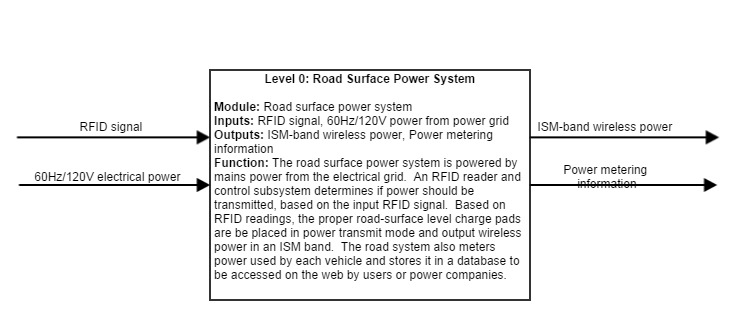 Level 0: Road Surface Power System
Module: Road surface power system
Inputs: RFID signal, 60Hz/120V power from power grid
Outputs: ISM-band wireless power, Power metering
information
Function: The road surface power system is powered by
mains power from the electrical grid. An RFID reader and
control subsystem determines if power should be
transmitted, based on the input RFID signal. Based on
RFID readings, the proper road-surface level charge pads
are be placed in power transmit mode and output wireless
power in an ISM band. The road system also meters
power used by each vehicle and stores it in a database to
be accessed on the web by users or power companies.
RFID signal
60Hz/120V electrical power
ISM-band wireless power
Power metering
information